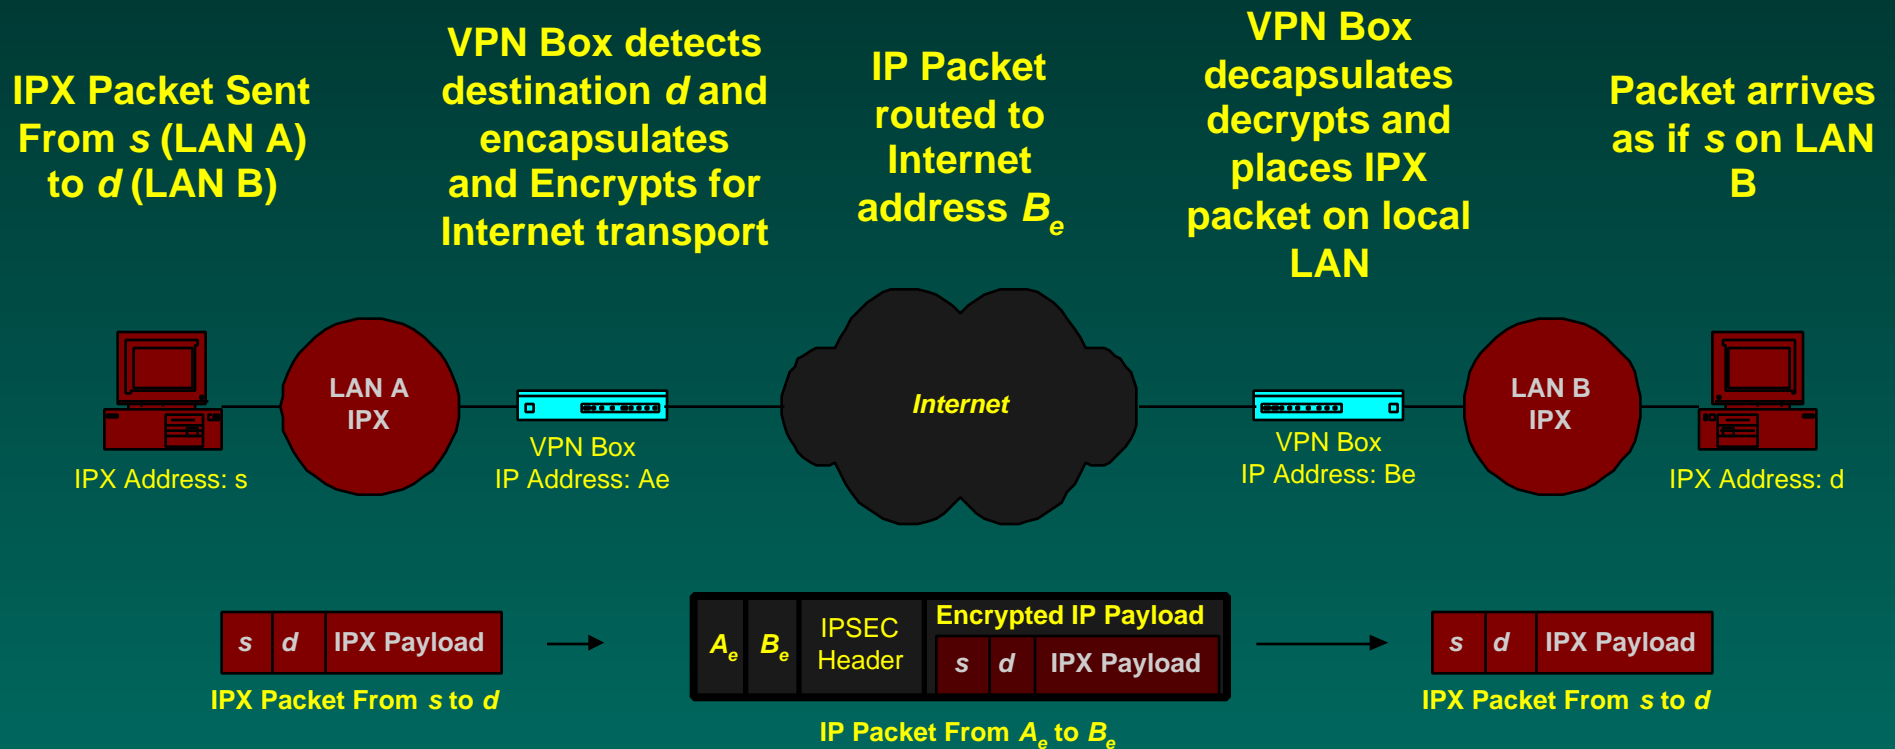 IPX Packet Sent
From s (LAN A)
to d (LAN B)
VPN Box detects
destination d and
encapsulates
and Encrypts for
Internet transport
IP Packet
routed to
Internet
address Be
VPN Box
decapsulates
decrypts and
places IPX
packet on local
LAN
Packet arrives
as if s on LAN
B
IPX Address: s
LAN A
IPX
VPN Box
IP Address: Ae
Internet
VPN Box
IP Address: Be
LAN B
IPX
IPX Address: d
s d IPX Payload
IPX Packet From s to d
Ae Be IPSEC
Header
Encrypted IP Payload
s d IPX Payload
IP Packet From Ae to Be
s d IPX Payload
IPX Packet From s to d